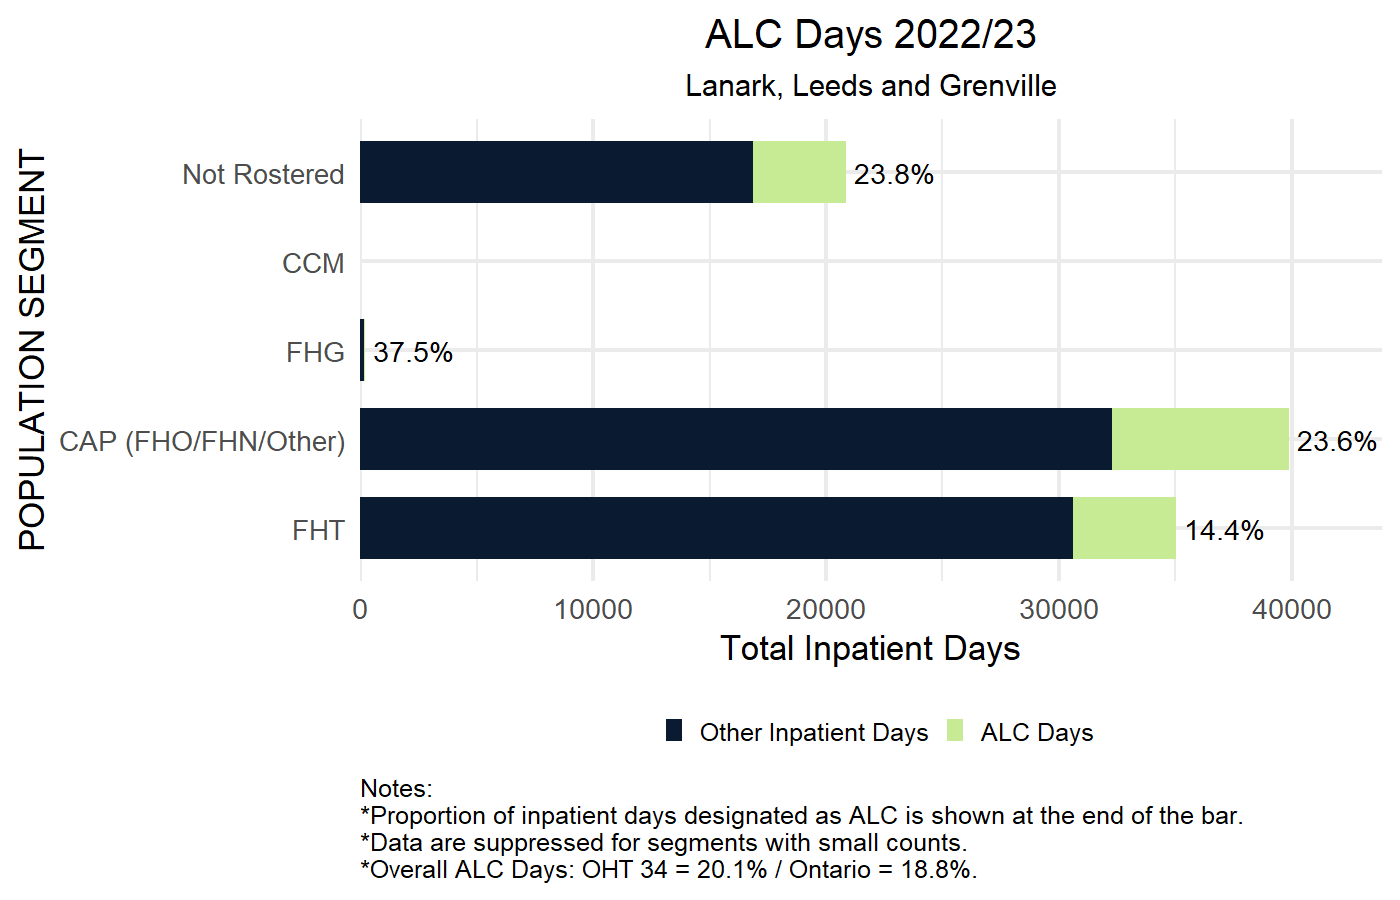 ALC Days 2022/23
Lanark, Leeds and Grenville
POPULATION SEGMENT
Not Rostered
23.8%
CCM
FHG
37.5%
CAP (FHO/FHN/Other)
23.6%
FHT
14.4%
0 10000 20000 30000 40000
Total Inpatient Days
Other Inpatient Days ALC Days
Notes:
*Proportion of inpatient days designated as ALC is shown at the end of the bar.
*Data are suppressed for segments with small counts.
*Overall ALC Days: OHT 34 = 20.1% / Ontario = 18.8%.